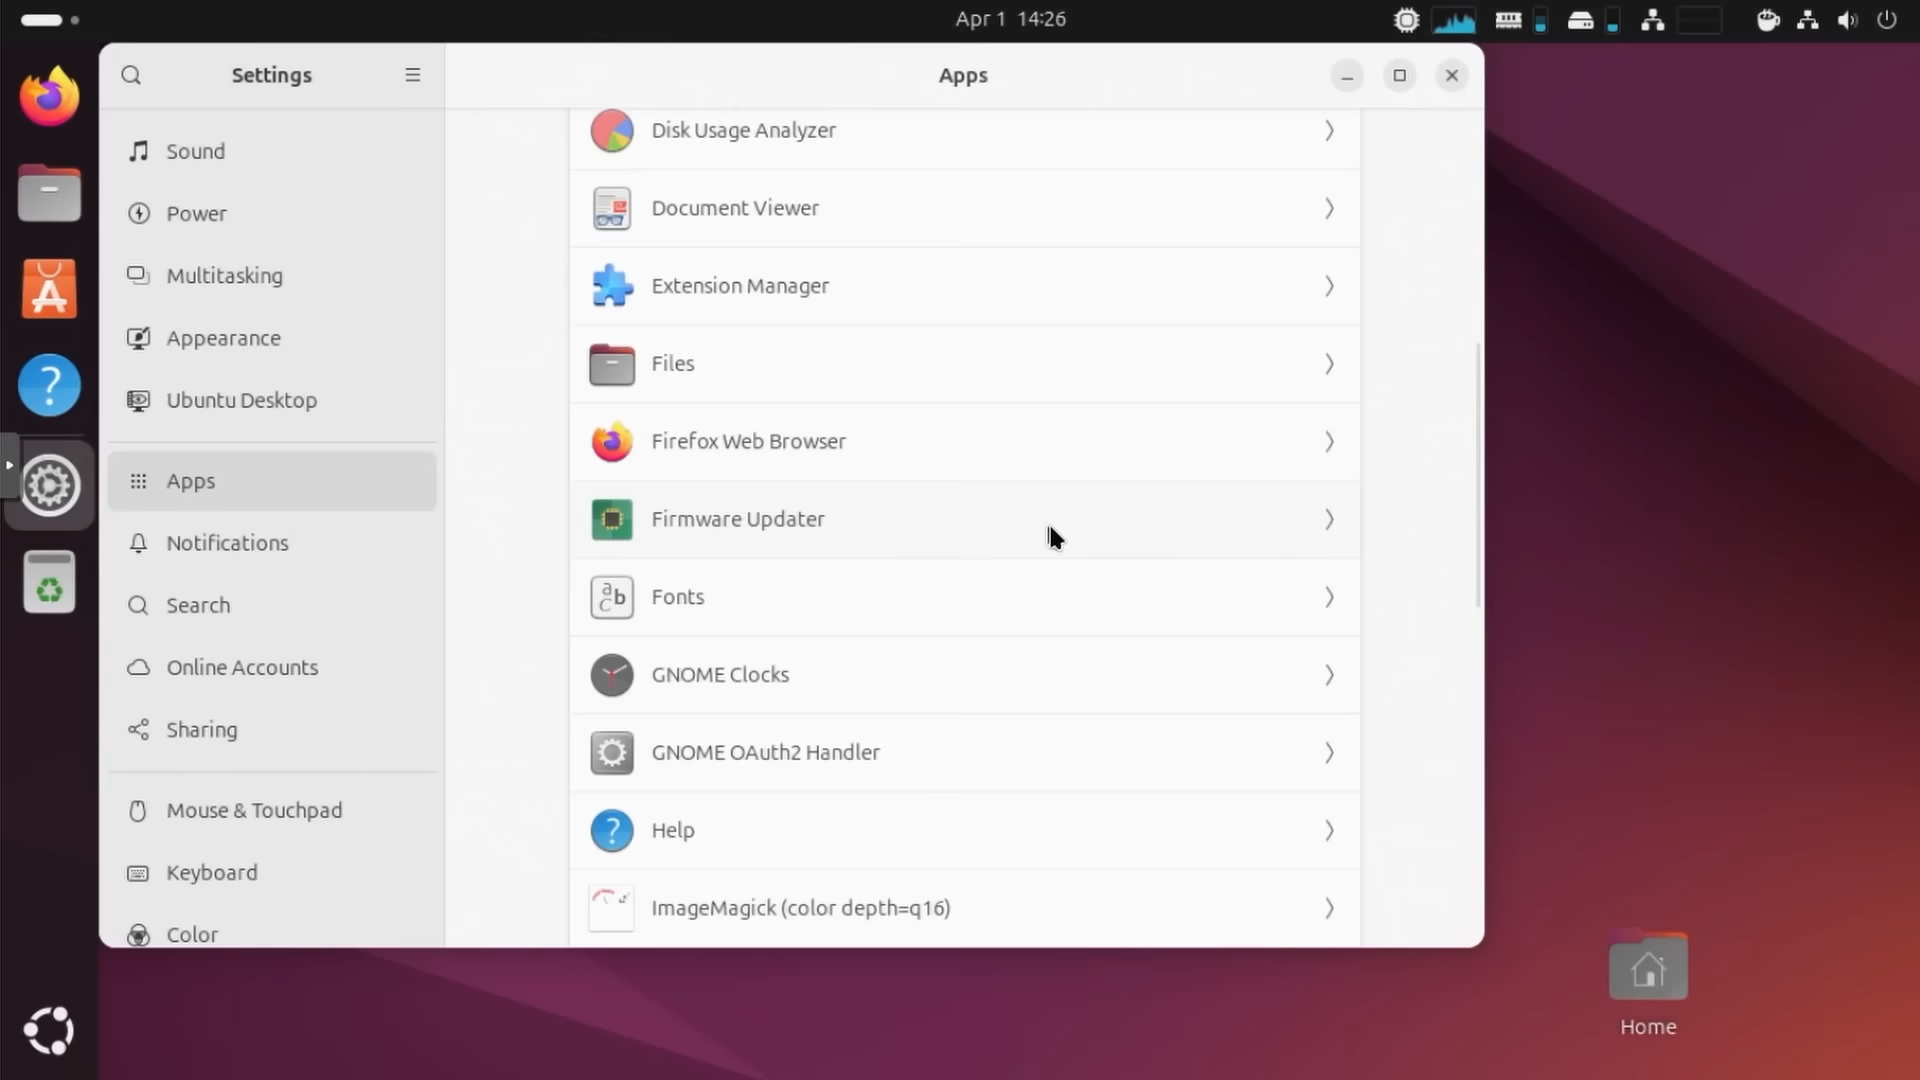 Apr 1 14:26
Settings
Apps
Sound
Power
Multitasking
Appearance
Ubuntu Desktop
Apps
Notifications
Search
Online Accounts
Sharing
Mouse & Touchpad
Keyboard
Color
Disk Usage Analyzer
Document Viewer
Extension Manager
Files
Firefox Web Browser
Firmware Updater
Fonts
GNOME Clocks
GNOME OAuth2 Handler
Help
ImageMagick (color depth=q16)
Home